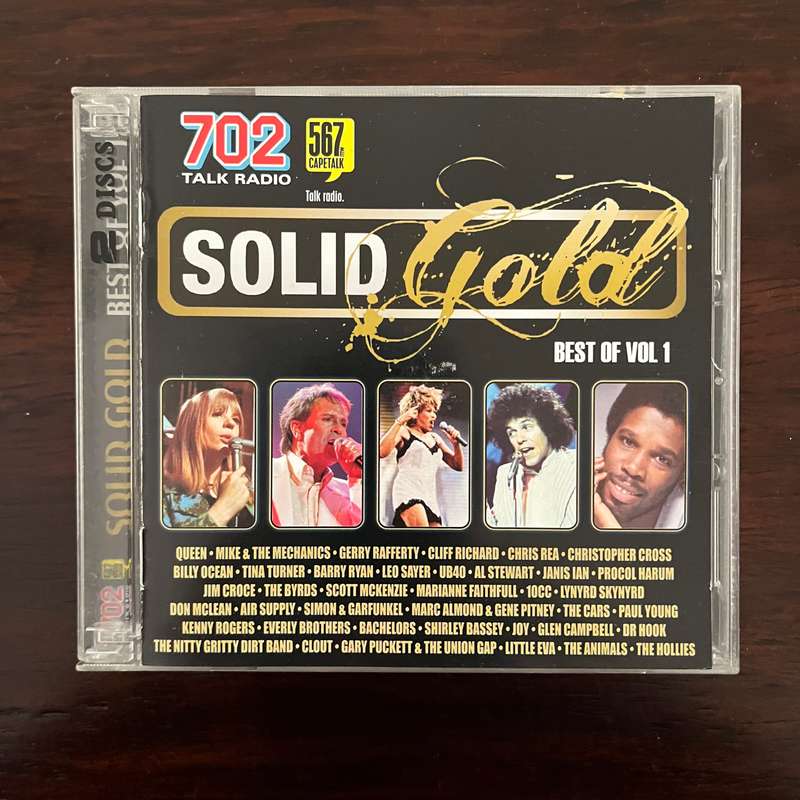 702
TALK RADIO
567
CAPETALK
Talk radio.
SOLID Gold
BEST OF VOL 1
QUEEN • MIKE & THE MECHANICS • GERRY RAFFERTY • CLIFF RICHARD • CHRIS REA • CHRISTOPHER CROSS
BILLY OCEAN • TINA TURNER • BARRY RYAN • LEO SAYER • UB40 • AL STEWART • JANIS IAN • PROCOL HARUM
JIM CROCE • THE BYRDS • SCOTT MCKENZIE • MARIANNE FAITHFULL • 10CC • LYNYRD SKYNYRD
DON MCLEAN • AIR SUPPLY • SIMON & GARFUNKEL • MARC ALMOND & GENE PITNEY • THE CARS • PAUL YOUNG
KENNY ROGERS • EVERLY BROTHERS • BACHELORS • SHIRLEY BASSEY • JOY • GLEN CAMPBELL • DR HOOK
THE NITTY GRITTY DIRT BAND • CLOUT • GARY PUCKETT & THE UNION GAP • LITTLE EVA • THE ANIMALS • THE HOLLIES
2 DISCS
702 SOLID GOLD BEST OF VOL 1